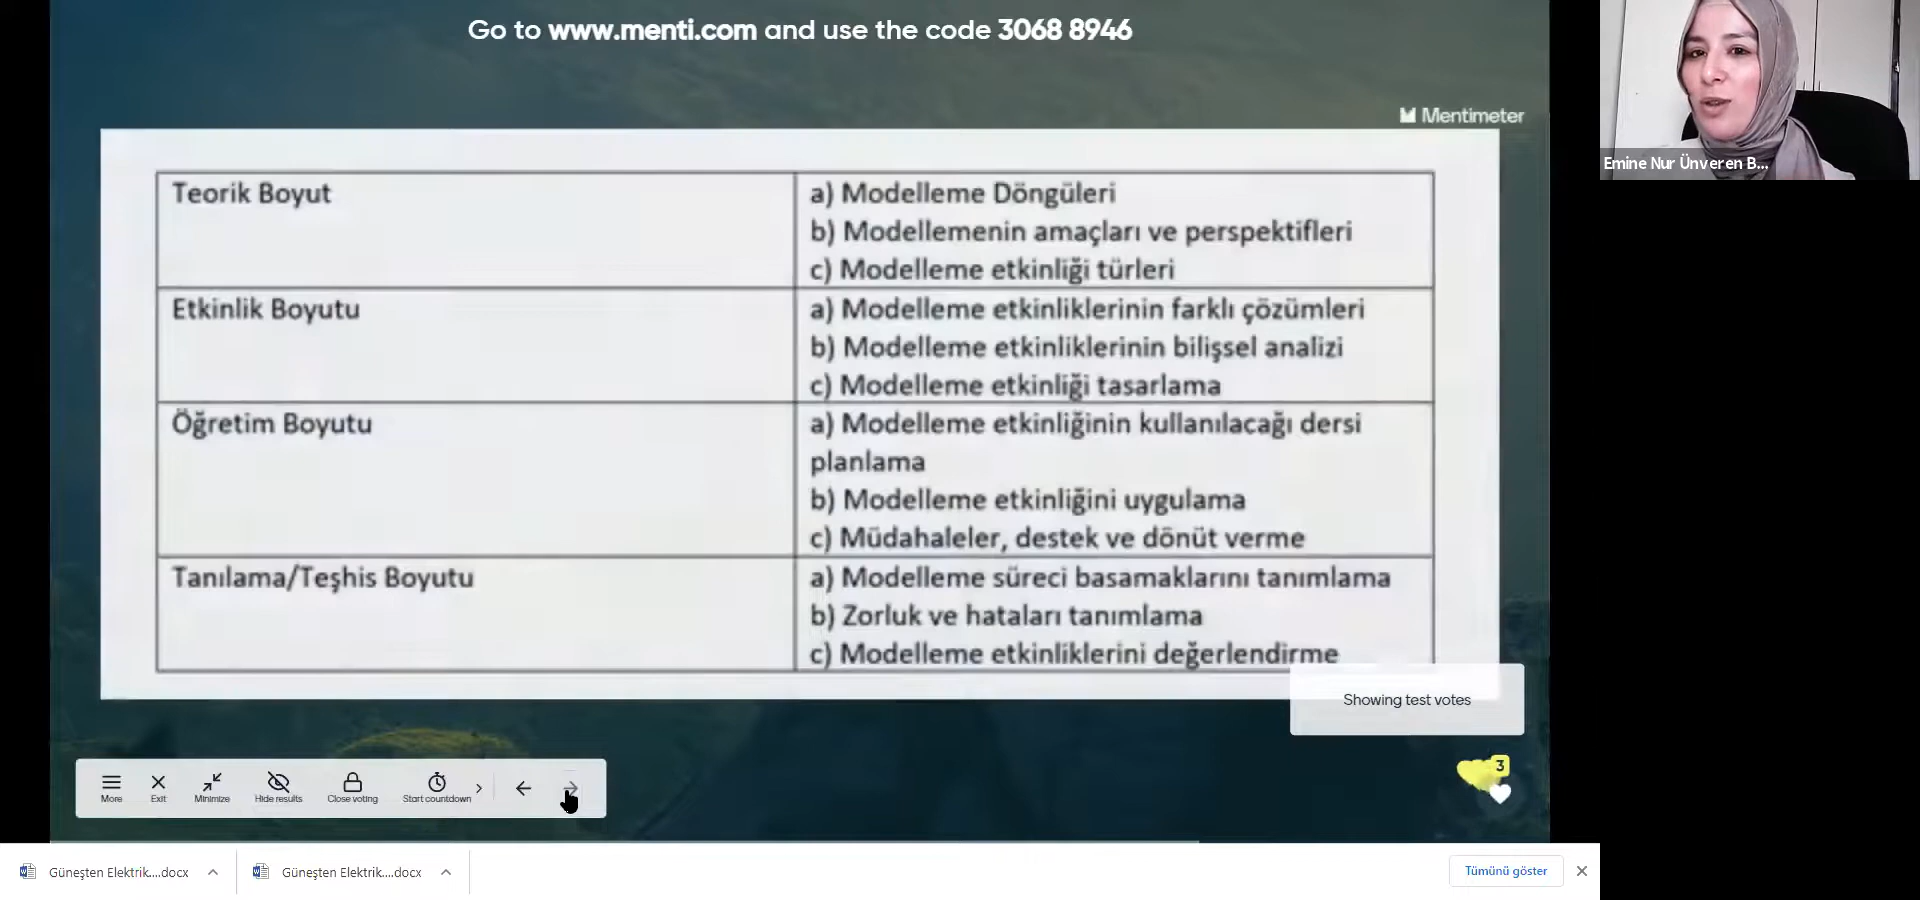 Go to www.menti.com and use the code 3068 8946
Mentimeter
Emine Nur Ünveren B...
Teorik Boyut
a) Modelleme Döngüleri
b) Modellemenin amaçları ve perspektifleri
c) Modelleme etkinliği türleri
Etkinlik Boyutu
a) Modelleme etkinliklerinin farklı çözümleri
b) Modelleme etkinliklerinin bilişsel analizi
c) Modelleme etkinliği tasarlama
Öğretim Boyutu
a) Modelleme etkinliğinin kullanılacağı dersi
planlama
b) Modelleme etkinliğini uygulama
c) Müdahaleler, destek ve dönüt verme
Tanılama/Teşhis Boyutu
a) Modelleme süreci basamaklarını tanımlama
b) Zorluk ve hataları tanımlama
c) Modelleme etkinliklerini değerlendirme
Showing test votes
3
More
Exit
Minimize
Hide results
Close voting
Start countdown
Güneşten Elektrik....docx
Güneşten Elektrik....docx
Tümünü göster